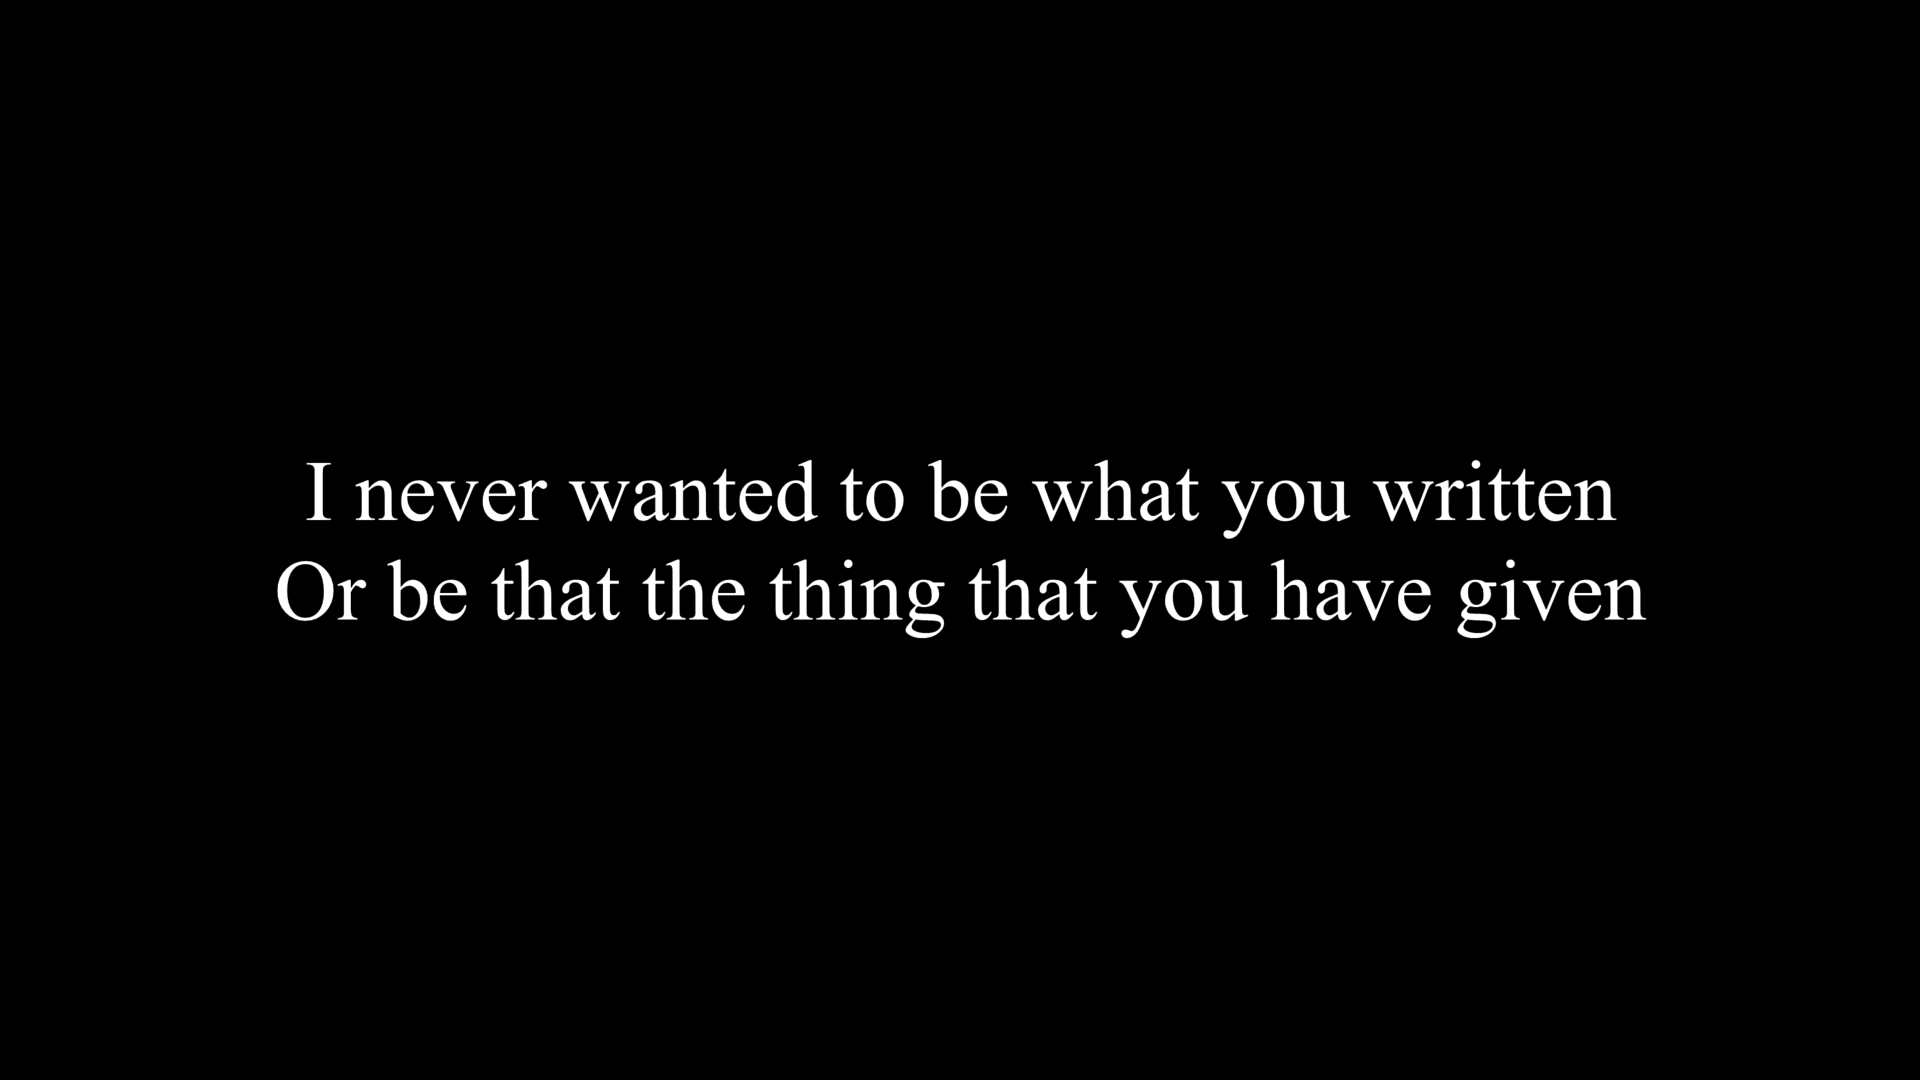 I never wanted to be what you written
Or be that the thing that you have given